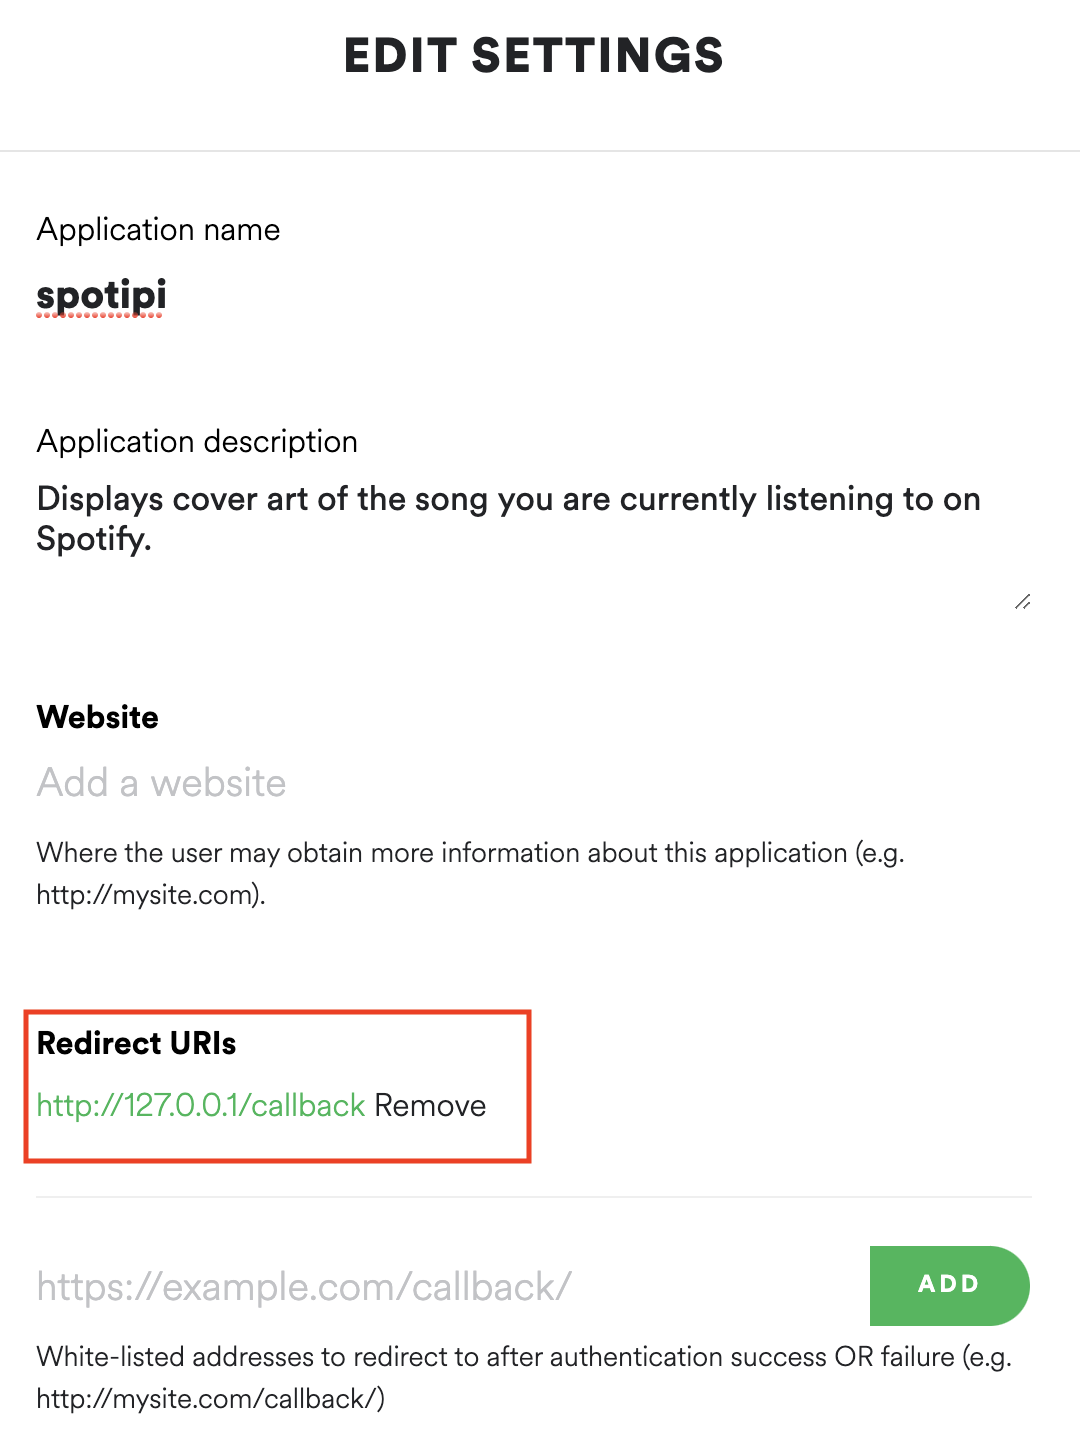 EDIT SETTINGS
Application name
spotipi
Application description
Displays cover art of the song you are currently listening to on
Spotify.
Website
Add a website
Where the user may obtain more information about this application (e.g.
http://mysite.com).
Redirect URIs
http://127.0.0.1/callback Remove
https://example.com/callback/
ADD
White-listed addresses to redirect to after authentication success OR failure (e.g.
http://mysite.com/callback/)